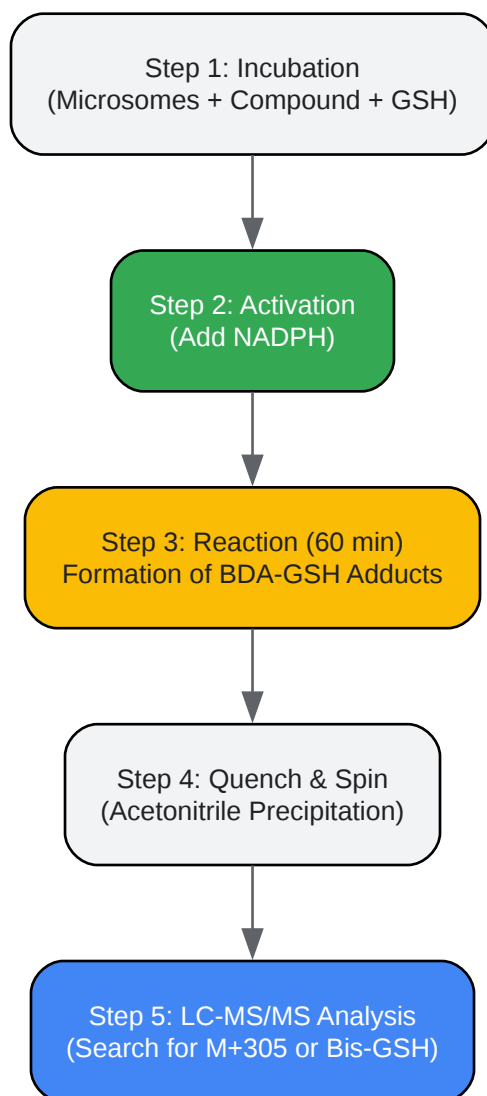 Step 1: Incubation
(Microsomes + Compound + GSH)
Step 2: Activation
(Add NADPH)
Step 3: Reaction (60 min)
Formation of BDA-GSH Adducts
Step 4: Quench & Spin
(Acetonitrile Precipitation)
Step 5: LC-MS/MS Analysis
(Search for M+305 or Bis-GSH)